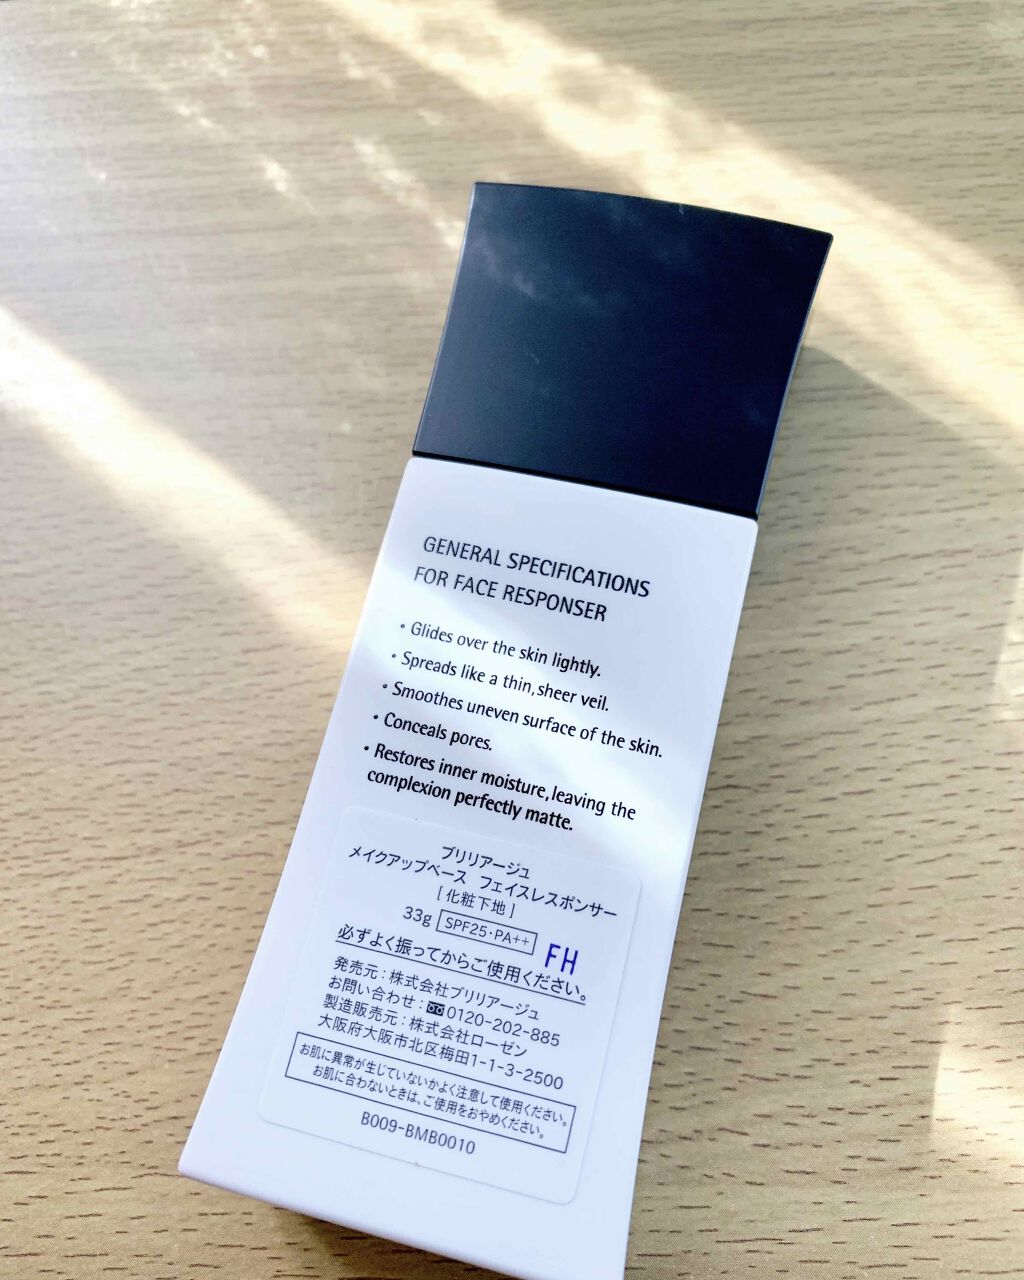 GENERAL SPECIFICATIONS
FOR FACE RESPONSER
• Glides over the skin lightly.
• Spreads like a thin, sheer veil.
• Smoothes uneven surface of the skin.
• Conceals pores.
• Restores inner moisture, leaving the
complexion perfectly matte.
ブリリアージュ
メイクアップベース フェイスレスポンサー
[ 化粧下地 ]
33g SPF25・PA++ FH
必ずよく振ってからご使用ください。
発売元：株式会社ブリリアージュ
お問い合わせ：0120-202-885
製造販売元：株式会社ローゼン
大阪府大阪市北区梅田1-1-3-2500
お肌に異常が生じていないかよく注意して使用ください。
お肌に合わないときは、ご使用をおやめください。
B009-BMB0010